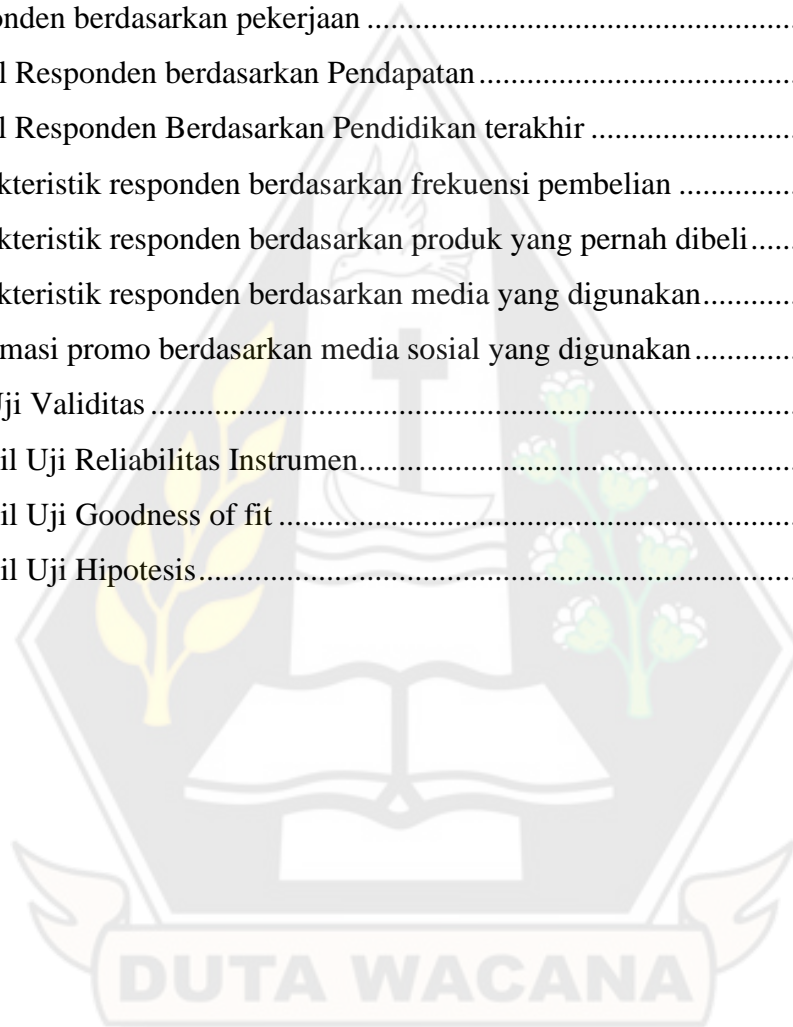 onden berdasarkan pekerjaan ........................................................
l Responden berdasarkan Pendapatan ..........................................
l Responden Berdasarkan Pendidikan terakhir ...........................
kteristik responden berdasarkan frekuensi pembelian ................
kteristik responden berdasarkan produk yang pernah dibeli......
kteristik responden berdasarkan media yang digunakan............
masi promo berdasarkan media sosial yang digunakan.............
Uji Validitas ...................................................................................
il Uji Reliabilitas Instrumen........................................................
il Uji Goodness of fit ..................................................................
il Uji Hipotesis............................................................................
DUTA WACANA